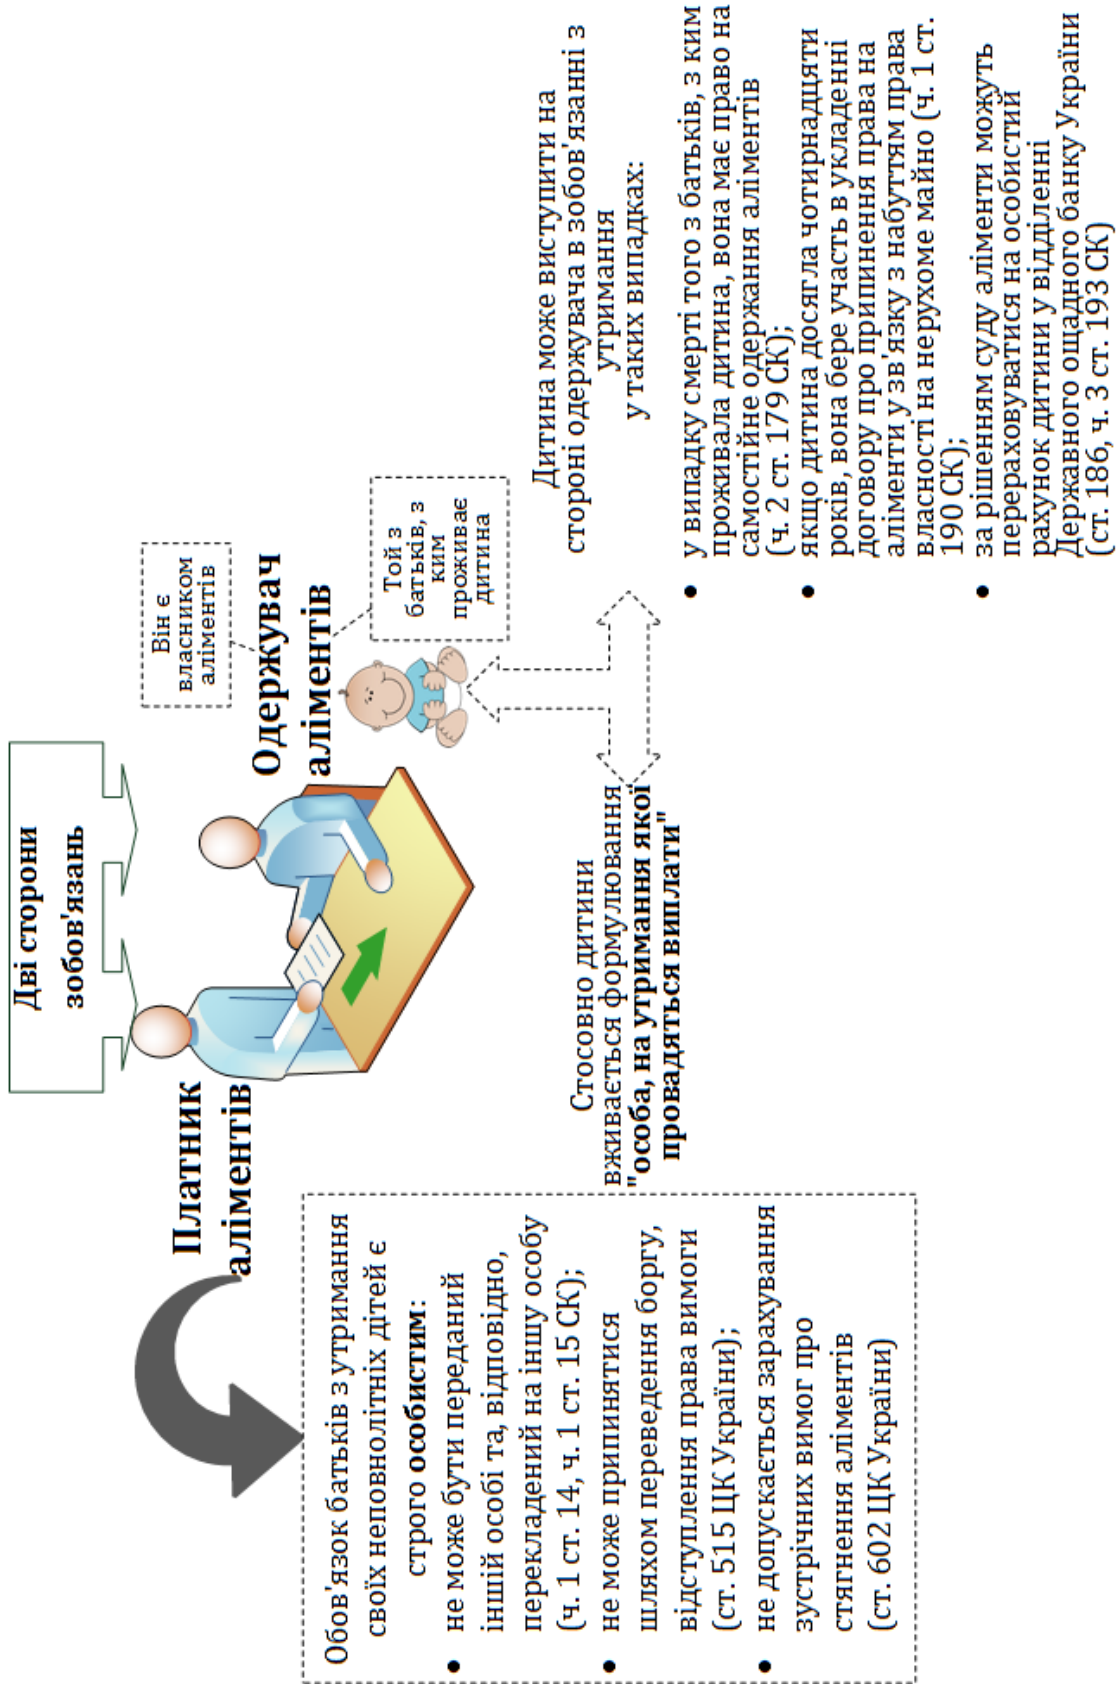 Дві сторони
зобов'язань
Платник
аліментів
Він є
власником
аліментів
Одержувач
аліментів
Той з
батьків, з
ким
проживає
дитина
Обов'язок батьків з утримання
своїх неповнолітніх дітей є
строго особистим:
• не може бути переданий
іншій особі та, відповідно,
перекладений на іншу особу
(ч. 1 ст. 14, ч. 1 ст. 15 СК);
• не може припинятися
шляхом переведення боргу,
відступлення права вимоги
(ст. 515 ЦК України);
• не допускається зарахування
зустрічних вимог про
стягнення аліментів
(ст. 602 ЦК України)
Стосовно дитини
вживається формулювання
"особа, на утримання якої
провадяться виплати"
Дитина може виступити на
стороні одержувача в зобов'язанні з
утримання
у таких випадках:
• у випадку смерті того з батьків, з ким
проживала дитина, вона має право на
самостійне одержання аліментів
(ч. 2 ст. 179 СК);
• якщо дитина досягла чотирнадцяти
років, вона бере участь в укладенні
договору про припинення права на
аліменти у зв'язку з набуттям права
власності на нерухоме майно (ч. 1 ст.
190 СК);
• за рішенням суду аліменти можуть
перераховуватися на особистий
рахунок дитини у відділенні
Державного ощадного банку України
(ст. 186, ч. 3 ст. 193 СК)